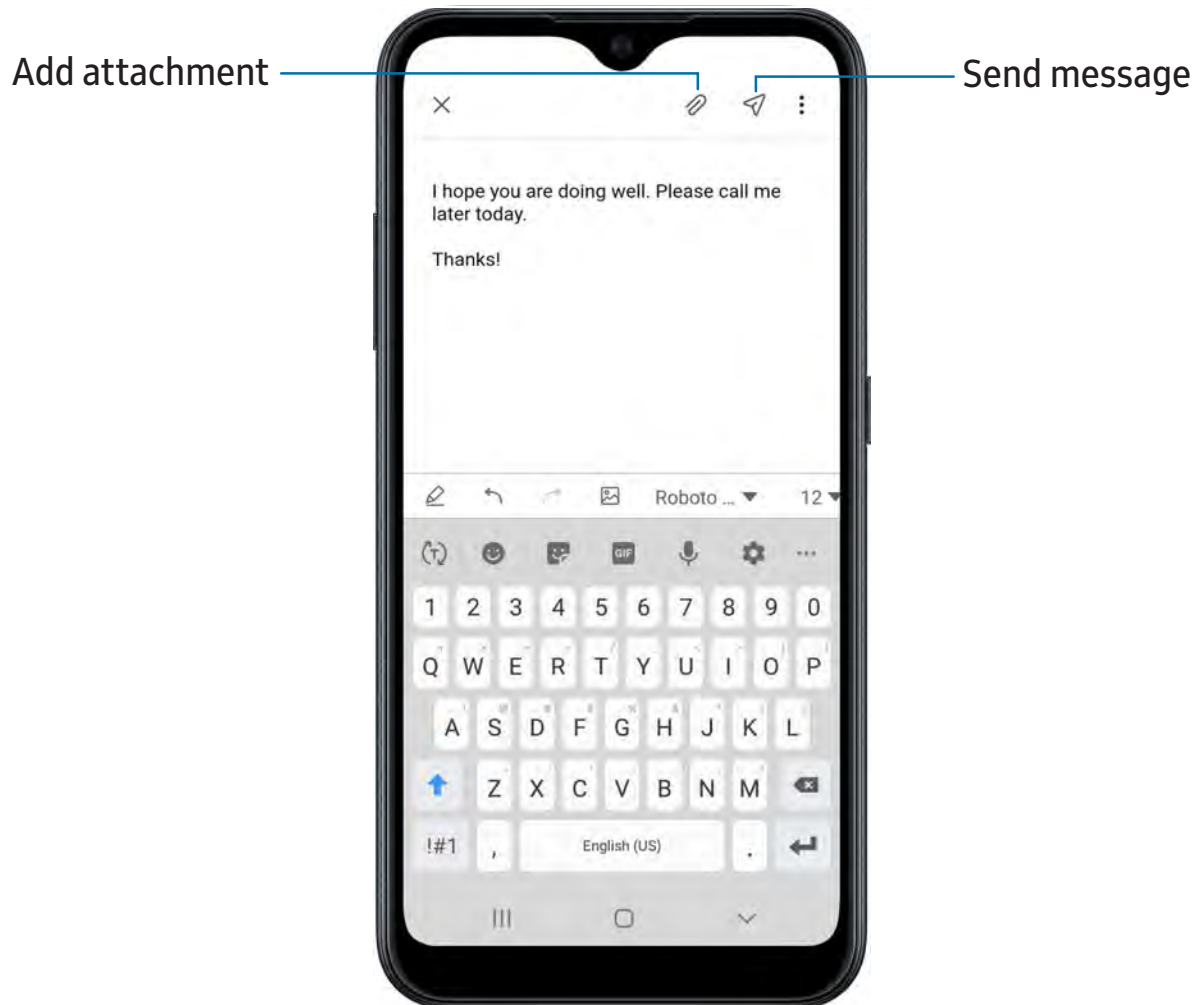 Add attachment
Send message
I hope you are doing well. Please call me
later today.
Thanks!
Roboto ... 12
GIF
1 2 3 4 5 6 7 8 9 0
Q W E R T Y U I O P
A S D F G H J K L
Z X C V B N M
!#1 , English (US) .